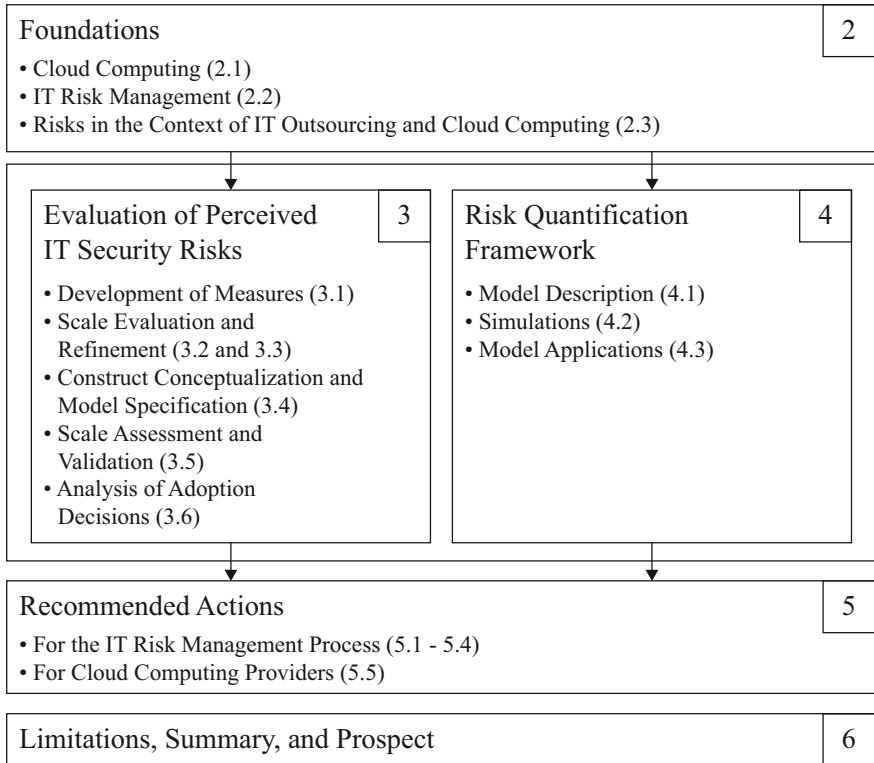 Foundations
2
• Cloud Computing (2.1)
• IT Risk Management (2.2)
• Risks in the Context of IT Outsourcing and Cloud Computing (2.3)
Evaluation of Perceived
IT Security Risks
3
• Development of Measures (3.1)
• Scale Evaluation and
Refinement (3.2 and 3.3)
• Construct Conceptualization and
Model Specification (3.4)
• Scale Assessment and
Validation (3.5)
• Analysis of Adoption
Decisions (3.6)
Risk Quantification
Framework
4
• Model Description (4.1)
• Simulations (4.2)
• Model Applications (4.3)
Recommended Actions
5
• For the IT Risk Management Process (5.1 - 5.4)
• For Cloud Computing Providers (5.5)
Limitations, Summary, and Prospect
6